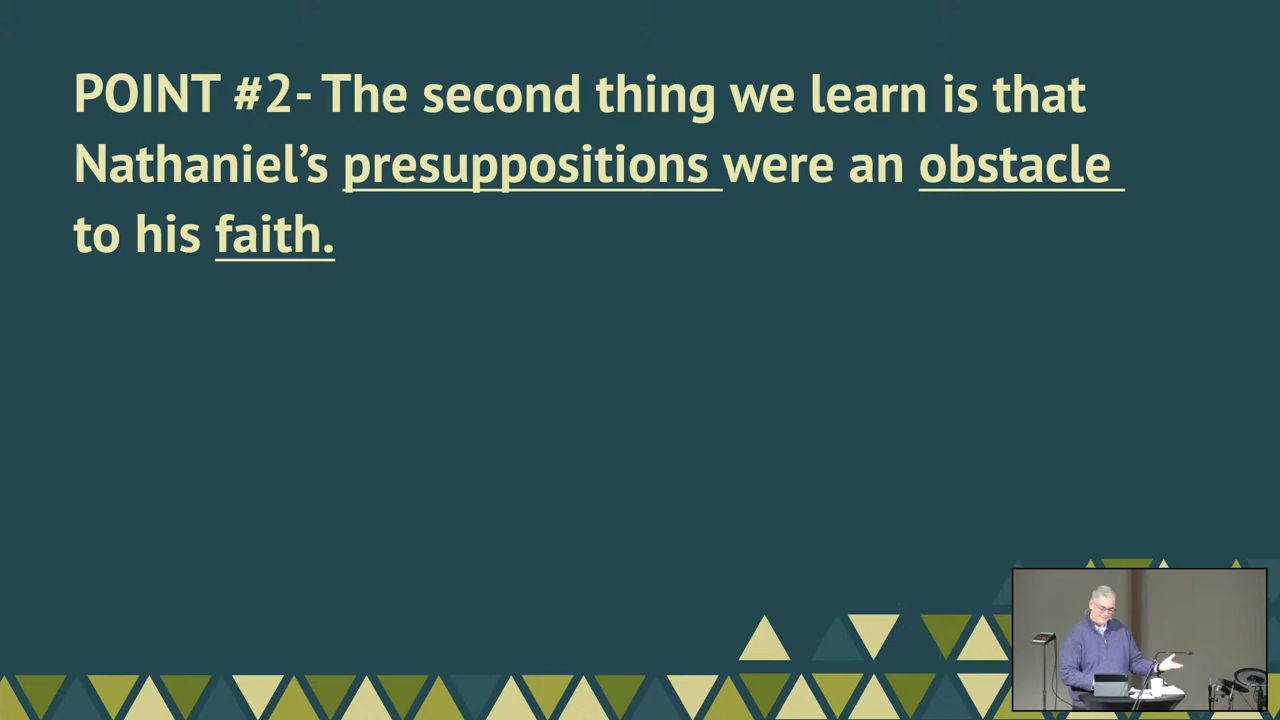 POINT #2- The second thing we learn is that
Nathaniel’s presuppositions were an obstacle
to his faith.